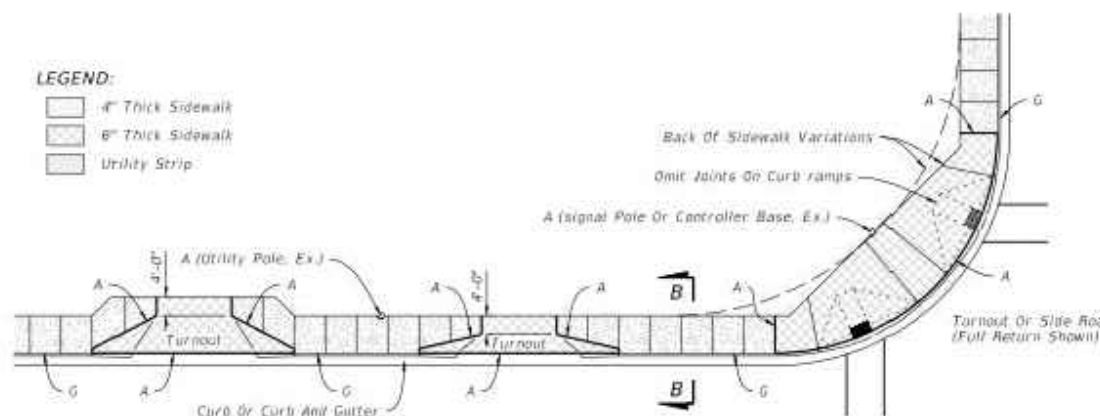 LEGEND:
4" Thick Sidewalk
6" Thick Sidewalk
Utility Strip
A
G
Back Of Sidewalk Variations
Omit Joints On Curb ramps
A (signal Pole Or Controller Base, Ex.)
A (Utility Pole, Ex.)
4'-0"
A
A
Turnout
4'-0"
A
A
Turnout
B
A
A
Turnout Or Side Roa
(Full Return Shown)
G
A
G
A
B
G
Curb Or Curb And Gutter